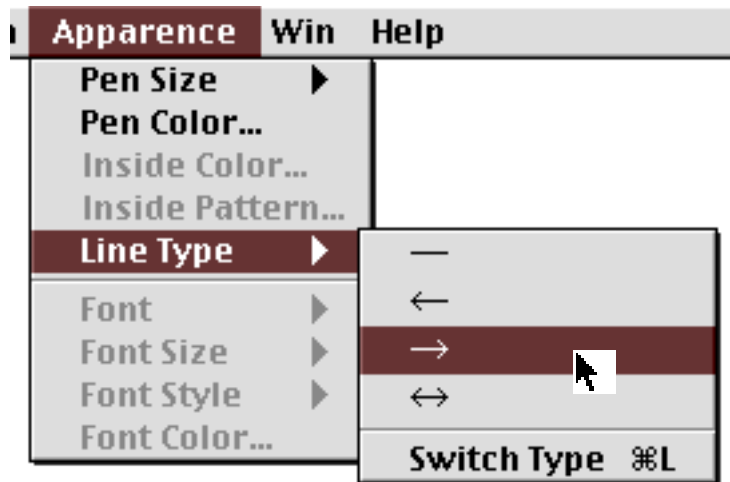 Apparence Win Help
Pen Size ▶
Pen Color...
Inside Color...
Inside Pattern...
Line Type ▶
—
←
→
↔
Switch Type ⌘L
Font ▶
Font Size ▶
Font Style ▶
Font Color...